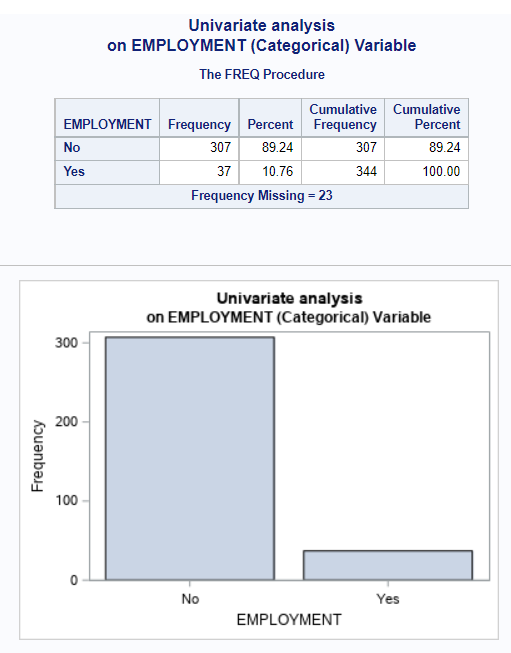 Univariate analysis
on EMPLOYMENT (Categorical) Variable
The FREQ Procedure
EMPLOYMENT Frequency Percent Cumulative Frequency Cumulative Percent
No 307 89.24 307 89.24
Yes 37 10.76 344 100.00
Frequency Missing = 23
Univariate analysis
on EMPLOYMENT (Categorical) Variable
300
200
100
0
Frequency
No Yes
EMPLOYMENT